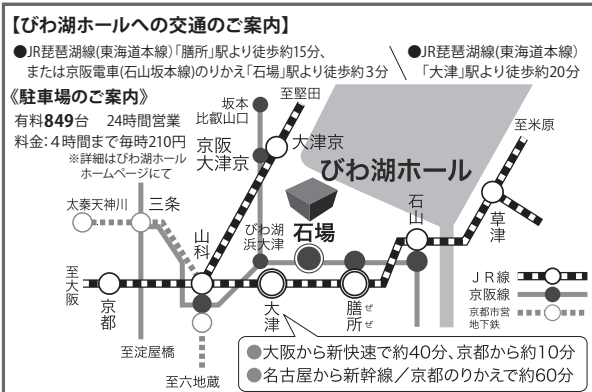 【びわ湖ホールへの交通のご案内】
●JR琵琶湖線(東海道本線)「膳所」駅より徒歩約15分、
または京阪電車(石山坂本線)のりかえ「石場」駅より徒歩約3分
●JR琵琶湖線(東海道本線)
「大津」駅より徒歩約20分
《駐車場のご案内》
有料849台 24時間営業
料金:4時間まで毎時210円
※詳細はびわ湖ホール
ホームページにて
坂本
比叡山口
至堅田
京阪
大津京
大津京
びわ湖ホール
至米原
太秦天神川
三条
山科
びわ湖
浜大津
石場
石山
草津
至大阪
京都
大津
膳所
ぜぜ
至淀屋橋
至六地蔵
JR線
京阪線
京都市営
地下鉄
●大阪から新快速で約40分、京都から約10分
●名古屋から新幹線/京都のりかえで約60分